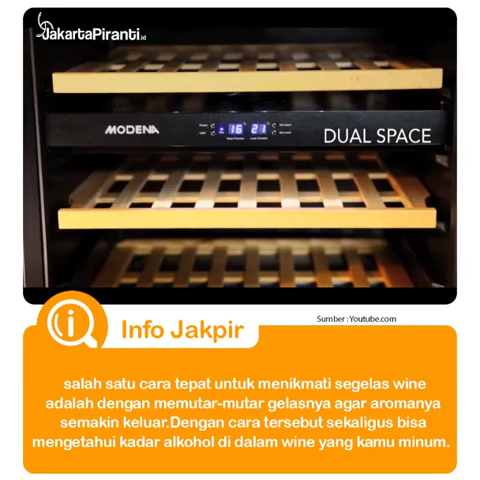 JakartaPiranti.id
MODENA
16 21
DUAL SPACE
Sumber : Youtube.com
Info Jakpir
salah satu cara tepat untuk menikmati segelas wine
adalah dengan memutar-mutar gelasnya agar aromanya
semakin keluar.Dengan cara tersebut sekaligus bisa
mengetahui kadar alkohol di dalam wine yang kamu minum.